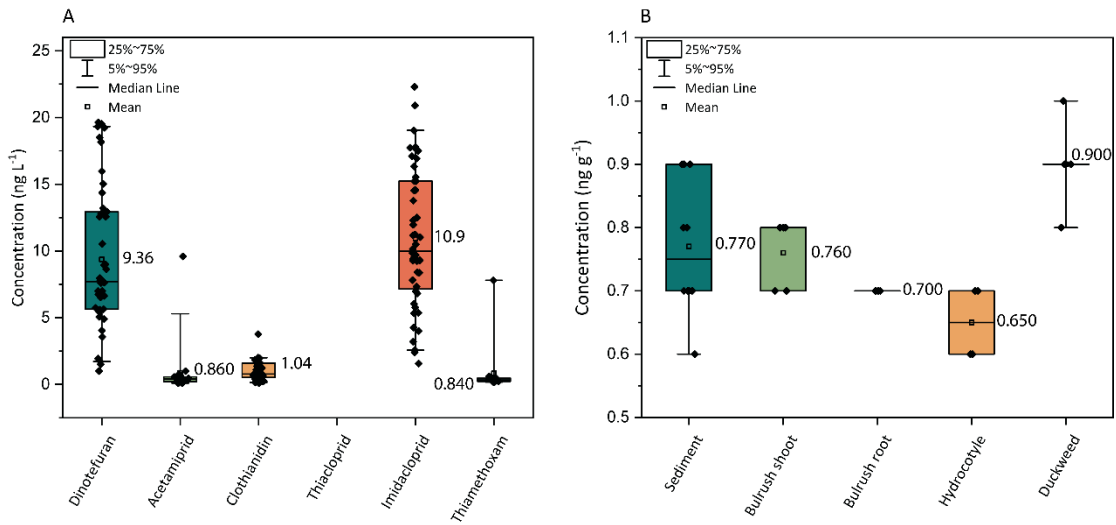 A
25%~75%
5%~95%
Median Line
Mean
Concentration (ng L⁻¹)
25
20
15
10
5
0
9.36
0.860
1.04
10.9
0.840
Dinotefuran
Acetamiprid
Clothianidin
Thiacloprid
Imidacloprid
Thiamethoxam
B
25%~75%
5%~95%
Median Line
Mean
Concentration (ng g⁻¹)
1.1
1.0
0.9
0.8
0.7
0.6
0.5
0.770
0.760
0.700
0.650
0.900
Sediment
Bulrush shoot
Bulrush root
Hydrocotyle
Duckweed